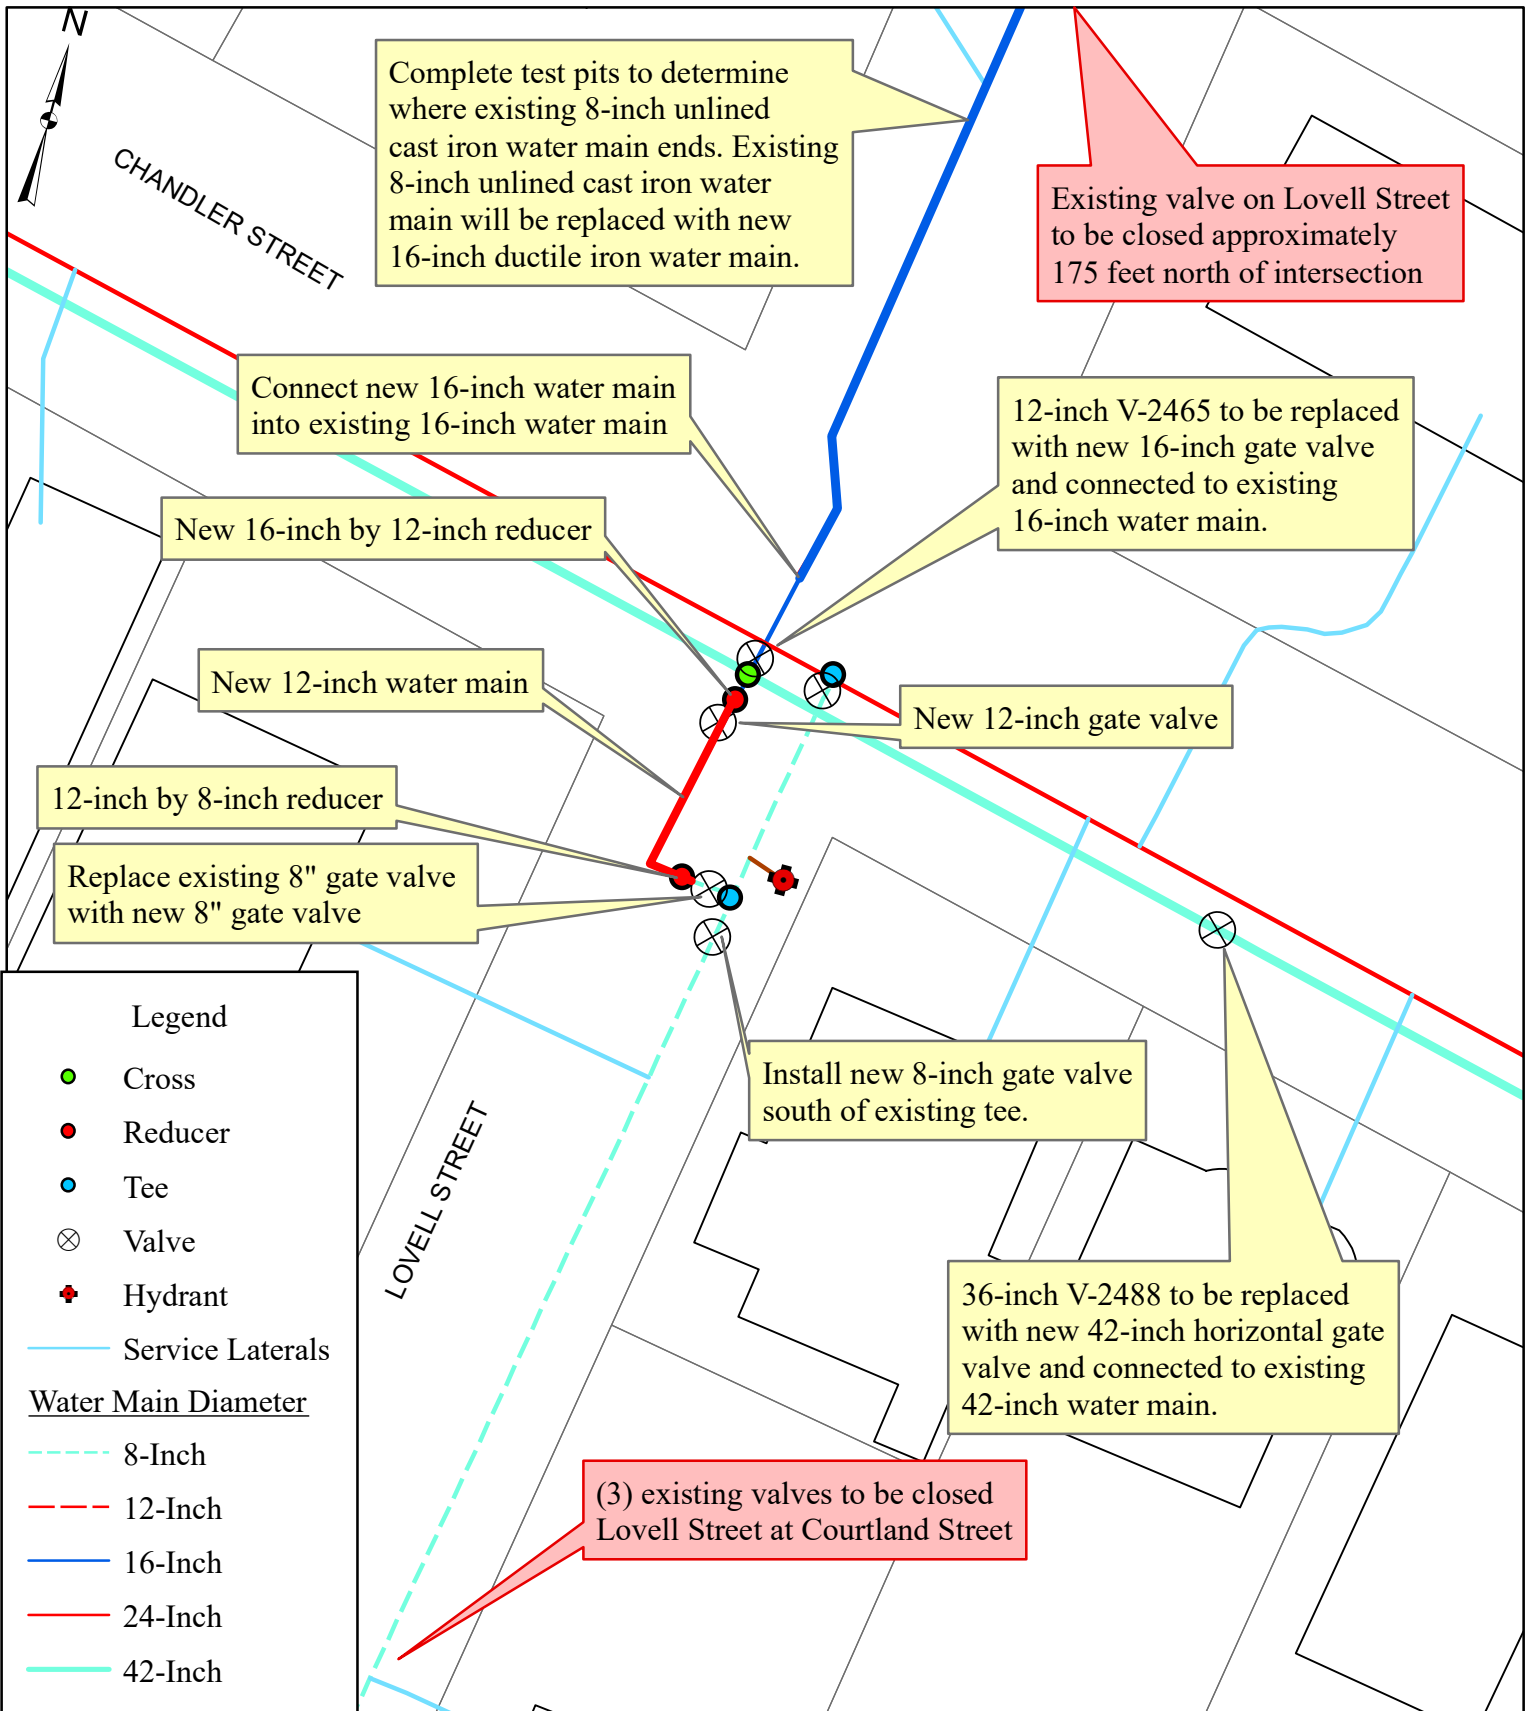 N
CHANDLER STREET
Complete test pits to determine
where existing 8-inch unlined
cast iron water main ends. Existing
8-inch unlined cast iron water
main will be replaced with new
16-inch ductile iron water main.
Existing valve on Lovell Street
to be closed approximately
175 feet north of intersection
Connect new 16-inch water main
into existing 16-inch water main
12-inch V-2465 to be replaced
with new 16-inch gate valve
and connected to existing
16-inch water main.
New 16-inch by 12-inch reducer
New 12-inch water main
New 12-inch gate valve
12-inch by 8-inch reducer
Replace existing 8" gate valve
with new 8" gate valve
Install new 8-inch gate valve
south of existing tee.
LOVELL STREET
36-inch V-2488 to be replaced
with new 42-inch horizontal gate
valve and connected to existing
42-inch water main.
(3) existing valves to be closed
Lovell Street at Courtland Street
Legend
Cross
Reducer
Tee
Valve
Hydrant
Service Laterals
Water Main Diameter
8-Inch
12-Inch
16-Inch
24-Inch
42-Inch